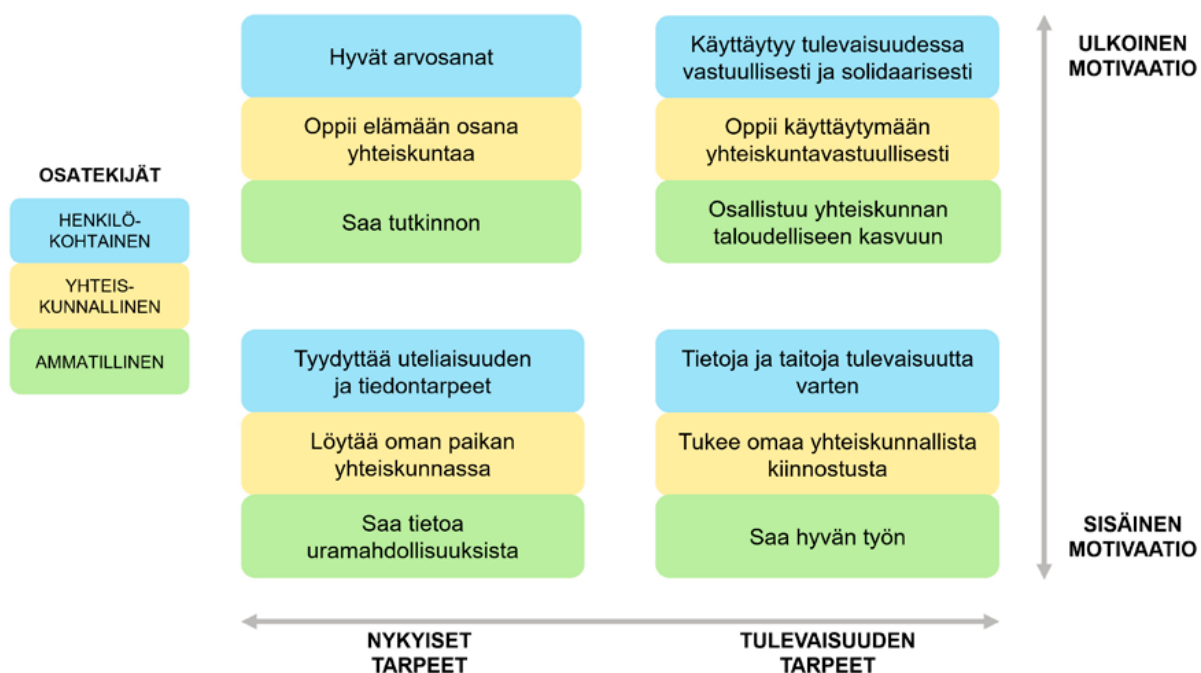 Hyvät arvosanat
Käyttäytyy tulevaisuudessa
vastuullisesti ja solidaarisesti
ULKOINEN
MOTIVAATIO
Oppii elämään osana
yhteiskuntaa
Oppii käyttäytymään
yhteiskuntavastuullisesti
OSATEKIJÄT
HENKILÖ-
KOHTAINEN
Saa tutkinnon
Osallistuu yhteiskunnan
taloudelliseen kasvuun
YHTEIS-
KUNNALLINEN
AMMATILLINEN
Tyydyttää uteliaisuuden
ja tiedontarpeet
Tietoja ja taitoja tulevaisuutta
varten
Löytää oman paikan
yhteiskunnassa
Tukee omaa yhteiskunnallista
kiinnostusta
Saa tietoa
uramahdollisuuksista
Saa hyvän työn
SISÄINEN
MOTIVAATIO
NYKYISET
TARPEET
TULEVAISUUDEN
TARPEET